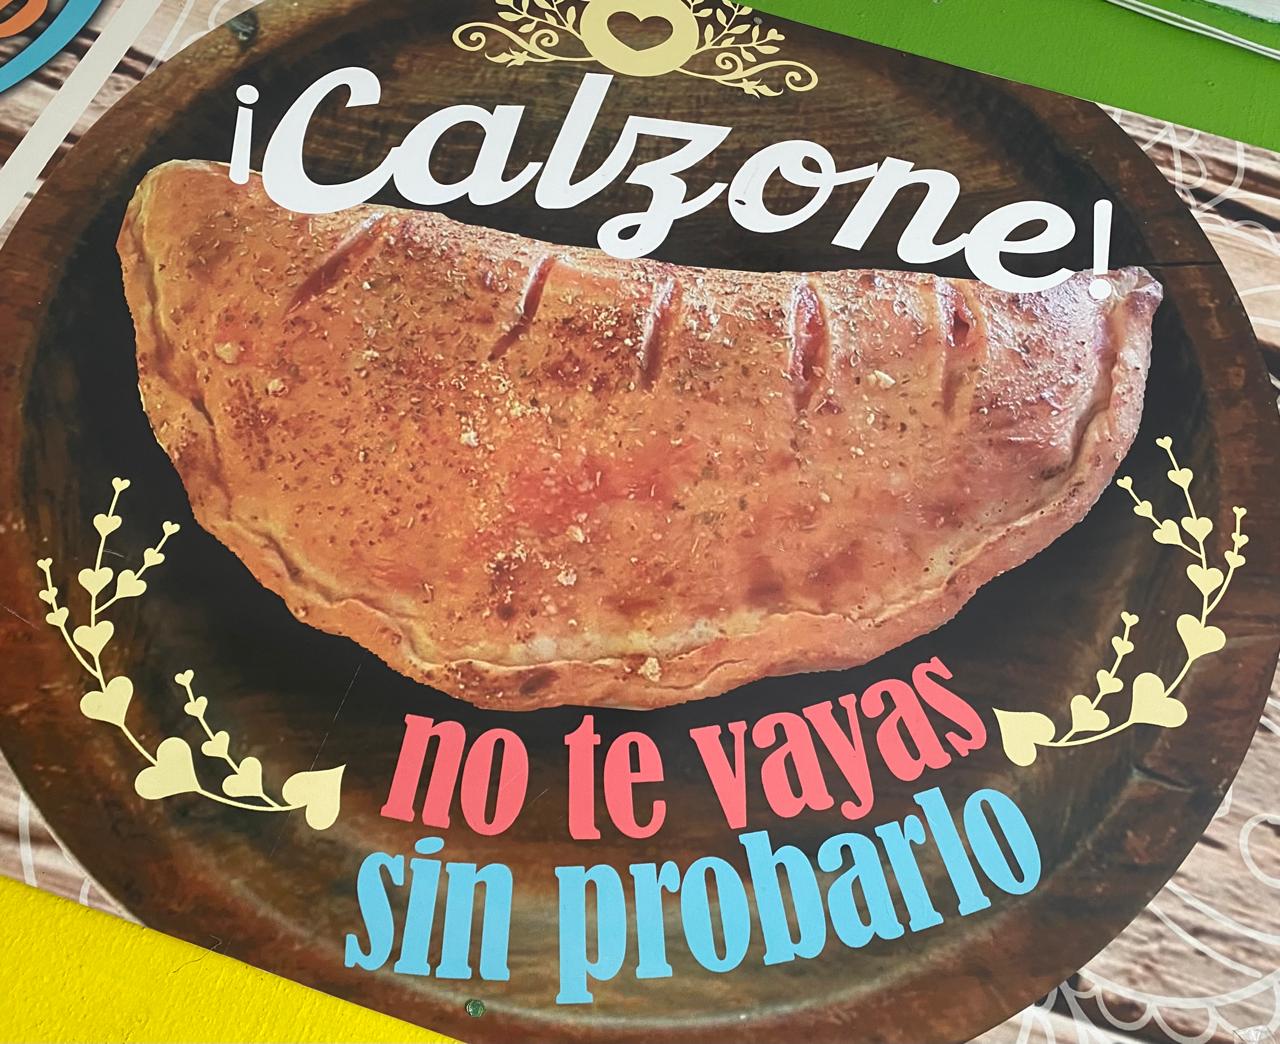 ¡Calzone!
no te vayas
sin probarlo